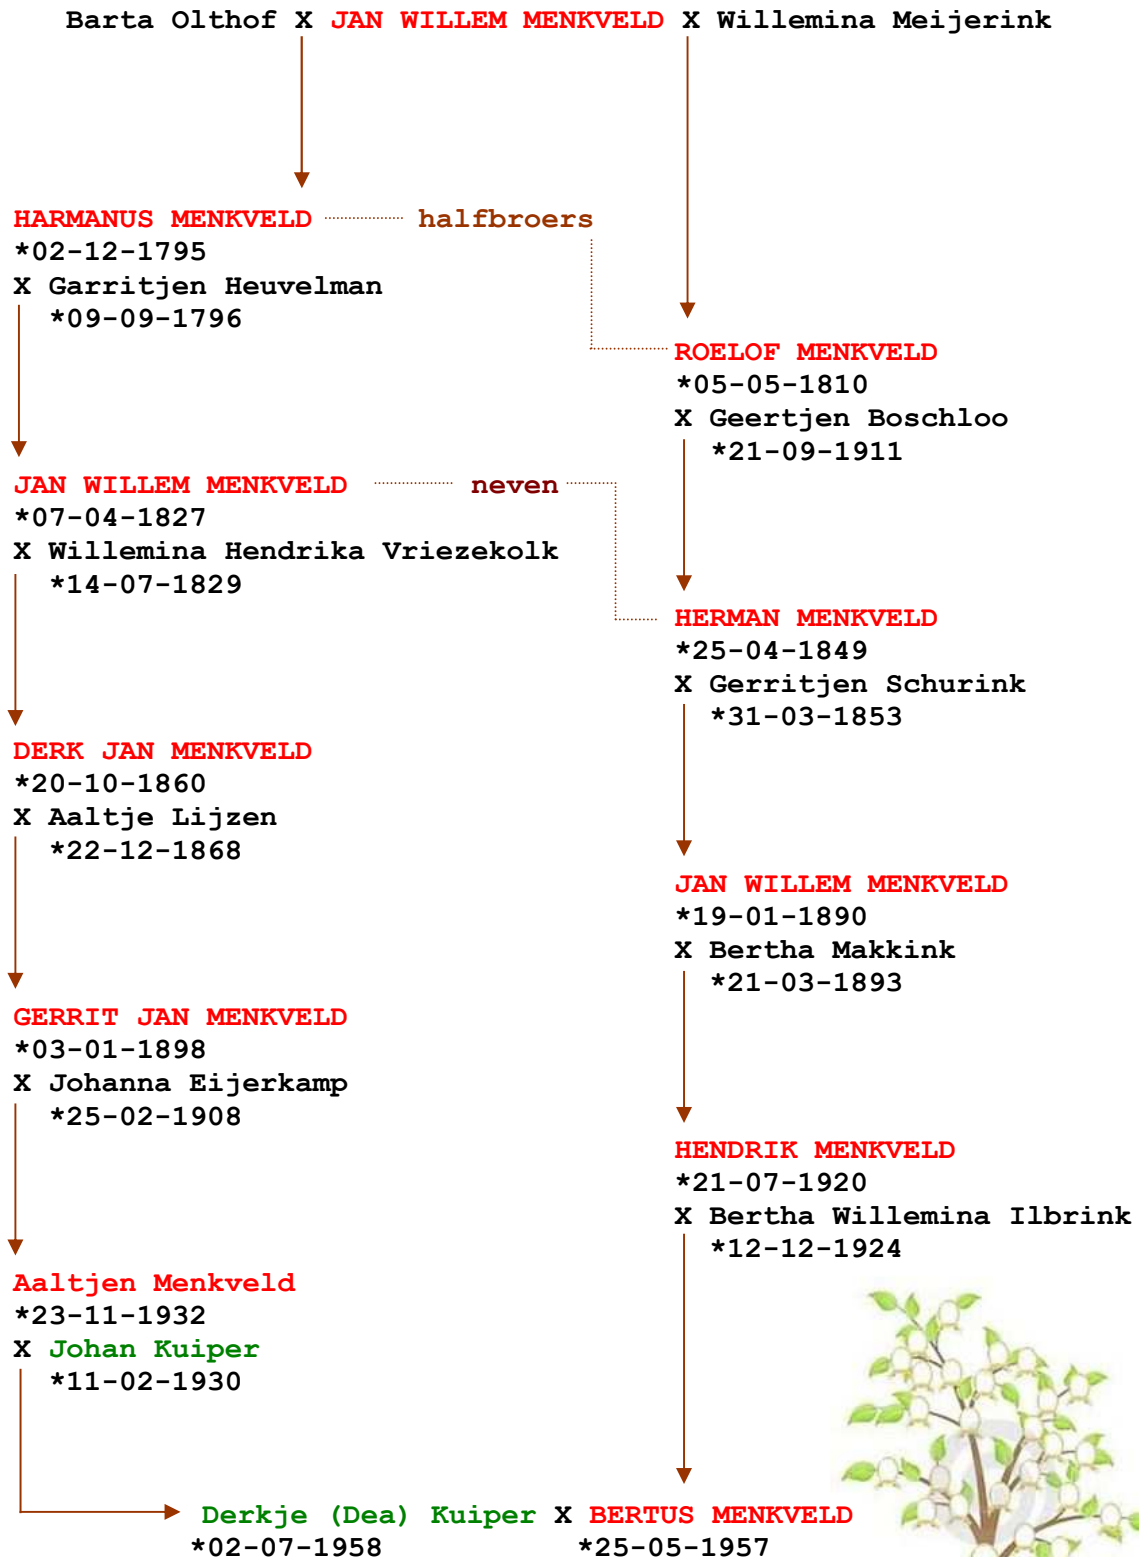 Barta Olthof X JAN WILLEM MENKVELD X Willemina Meijerink
HARMANUS MENKVELD
halfbroers
*02-12-1795
X Garritjen Heuvelman
*09-09-1796
ROELOF MENKVELD
*05-05-1810
X Geertjen Boschloo
*21-09-1911
JAN WILLEM MENKVELD
neven
*07-04-1827
X Willemina Hendrika Vriezekolk
*14-07-1829
HERMAN MENKVELD
*25-04-1849
X Gerritjen Schurink
*31-03-1853
DERK JAN MENKVELD
*20-10-1860
X Aaltje Lijzen
*22-12-1868
JAN WILLEM MENKVELD
*19-01-1890
X Bertha Makkink
*21-03-1893
GERRIT JAN MENKVELD
*03-01-1898
X Johanna Eijerkamp
*25-02-1908
HENDRIK MENKVELD
*21-07-1920
X Bertha Willemina Ilbrink
*12-12-1924
Aaltjen Menkveld
*23-11-1932
X Johan Kuiper
*11-02-1930
Derkje (Dea) Kuiper X BERTUS MENKVELD
*02-07-1958 *25-05-1957